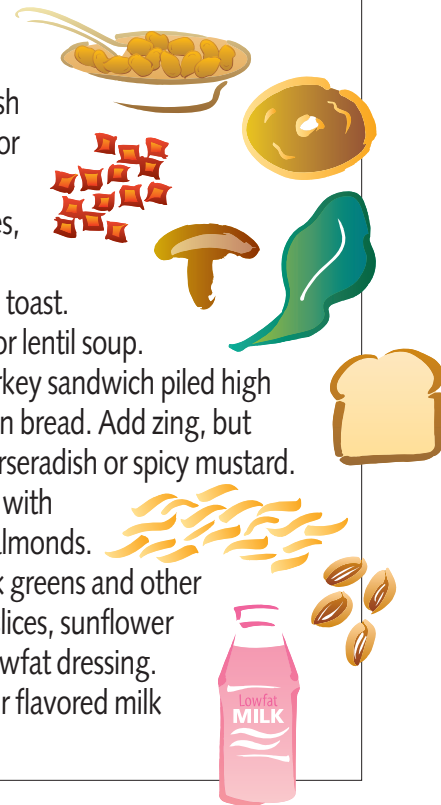 sh
or
es,
toast.
or lentil soup.
rkey sandwich piled high
n bread. Add zing, but
rseradish or spicy mustard.
with
almonds.
k greens and other
lices, sunflower
wfat dressing.
r flavored milk
Lowfat
MILK